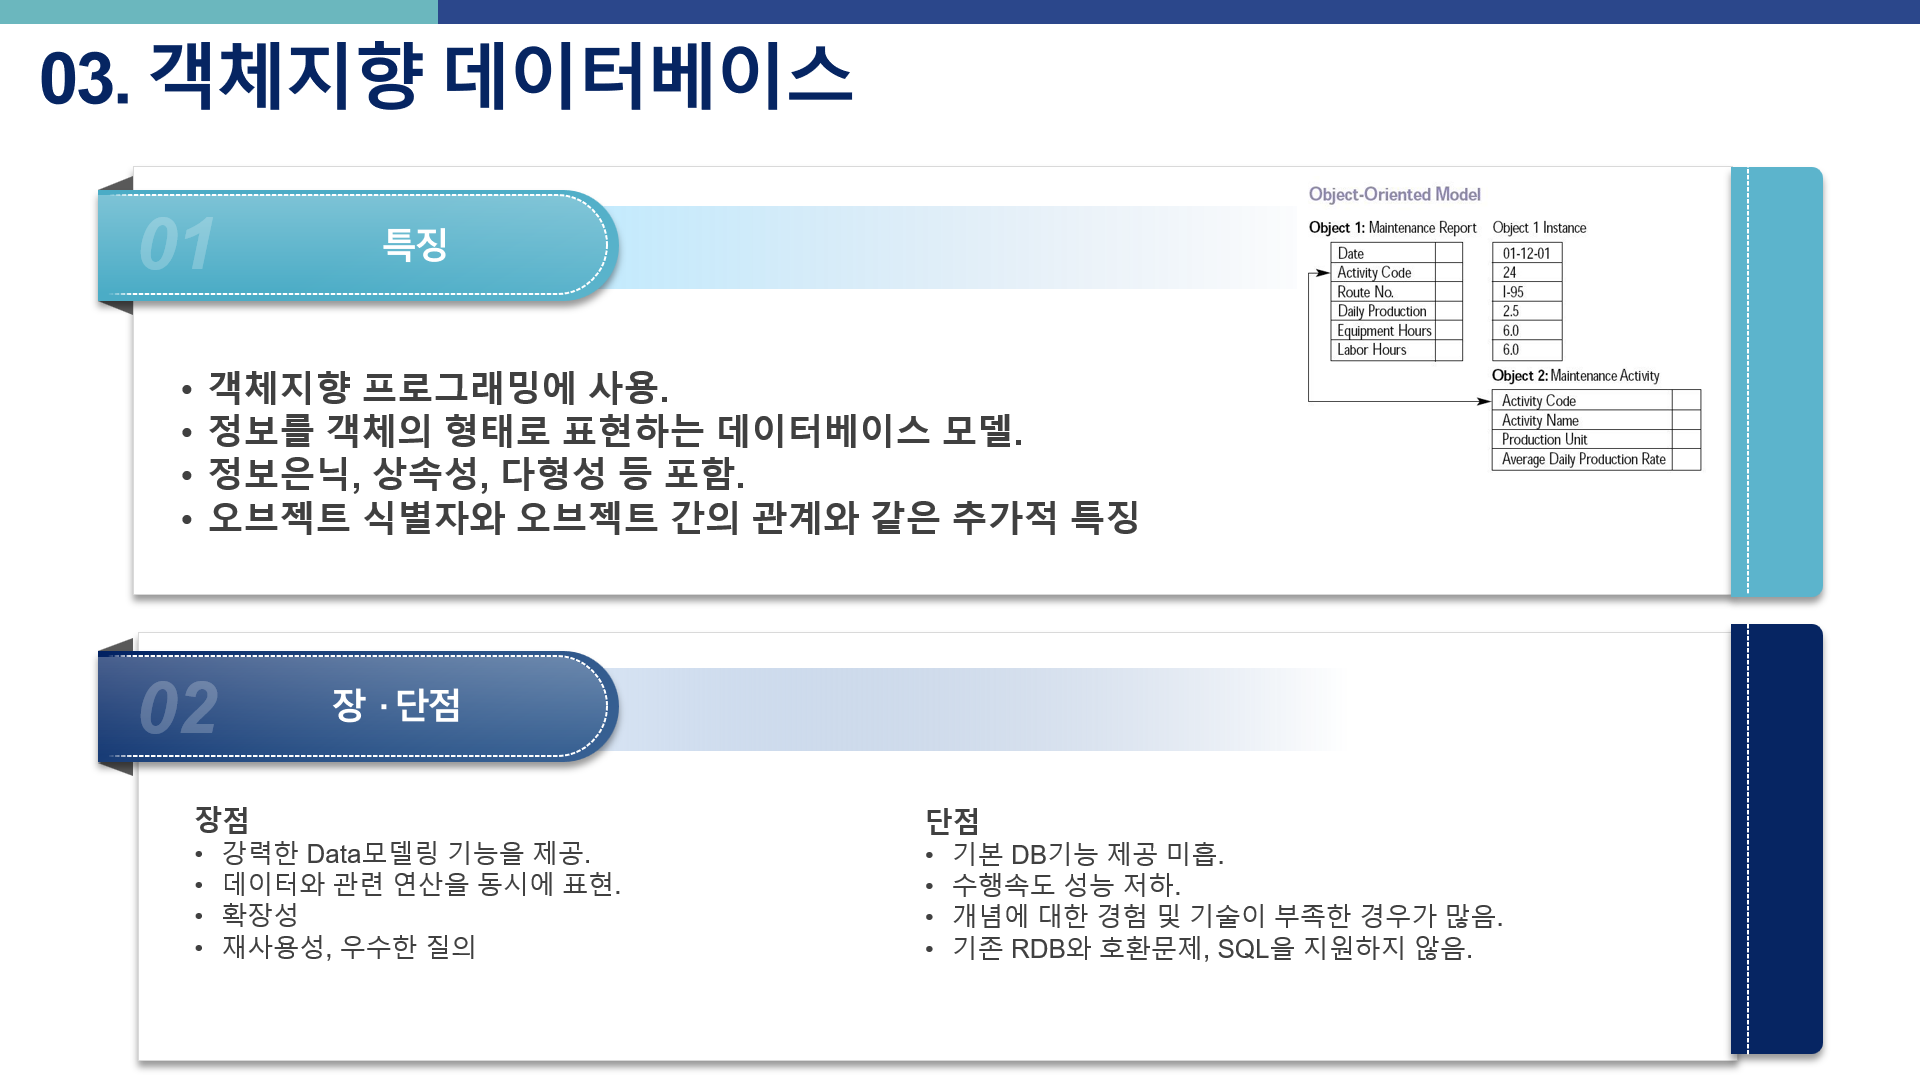 03. 객체지향 데이터베이스
01
특징
• 객체지향 프로그래밍에 사용.
• 정보를 객체의 형태로 표현하는 데이터베이스 모델.
• 정보은닉, 상속성, 다형성 등 포함.
• 오브젝트 식별자와 오브젝트 간의 관계와 같은 추가적 특징
Object-Oriented Model
Object 1: Maintenance Report
Date
Activity Code
Route No.
Daily Production
Equipment Hours
Labor Hours
Object 1 Instance
01-12-01
24
I-95
2.5
6.0
6.0
Object 2: Maintenance Activity
Activity Code
Activity Name
Production Unit
Average Daily Production Rate
02
장 · 단점
장점
• 강력한 Data모델링 기능을 제공.
• 데이터와 관련 연산을 동시에 표현.
• 확장성
• 재사용성, 우수한 질의
단점
• 기본 DB기능 제공 미흡.
• 수행속도 성능 저하.
• 개념에 대한 경험 및 기술이 부족한 경우가 많음.
• 기존 RDB와 호환문제, SQL을 지원하지 않음.